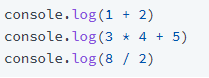 console.log(1 + 2)
console.log(3 * 4 + 5)
console.log(8 / 2)